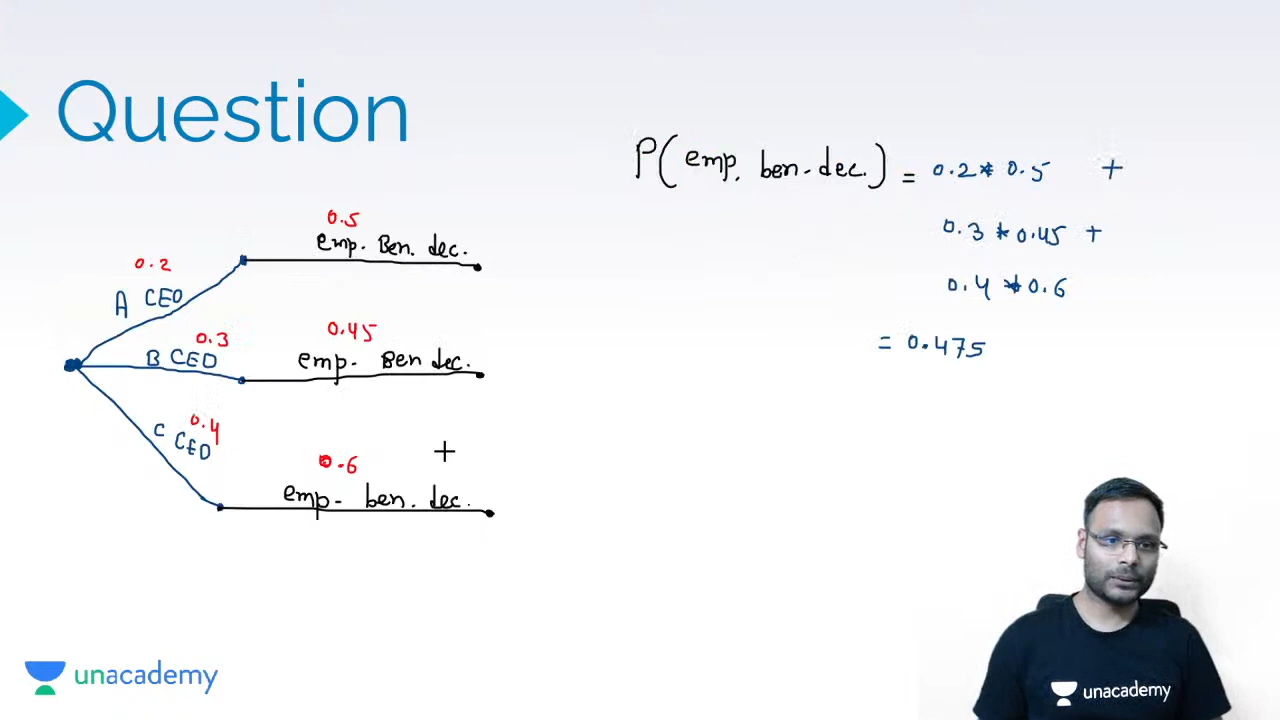 Question
P(emp. ben. dec.) = 0.2 * 0.5 +
0.3 * 0.45 +
0.4 * 0.6
= 0.475
0.5
emp. Ben. dec.
0.2
A CEO
0.3
B CEO
0.45
emp- Ben dec.
0.4
C CEO
0.6
+
emp- ben. dec.
unacademy
unacademy